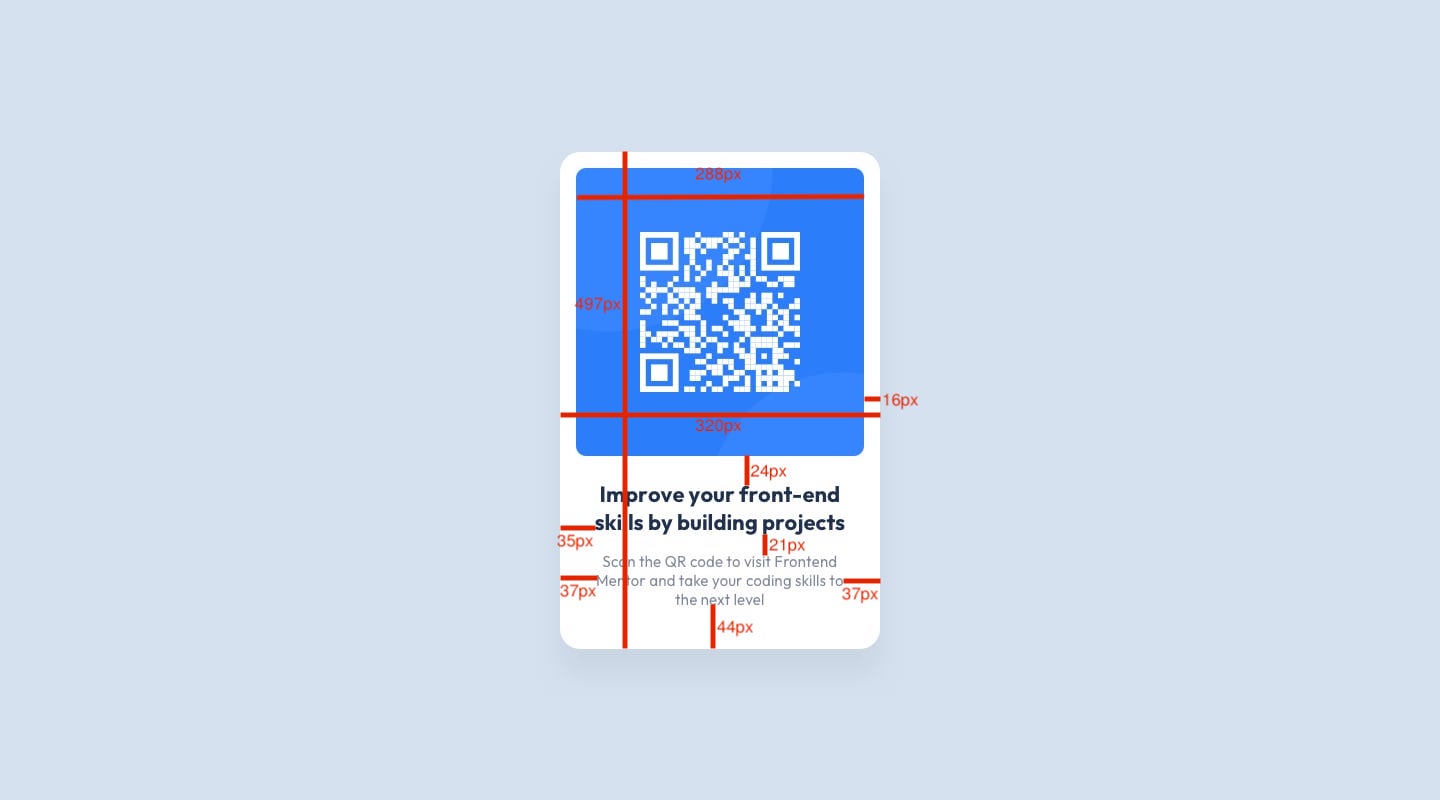 288px
497px
16px
320px
24px
Improve your front-end
skills by building projects
35px
21px
Scan the QR code to visit Frontend
Mentor and take your coding skills to
the next level
37px
37px
44px